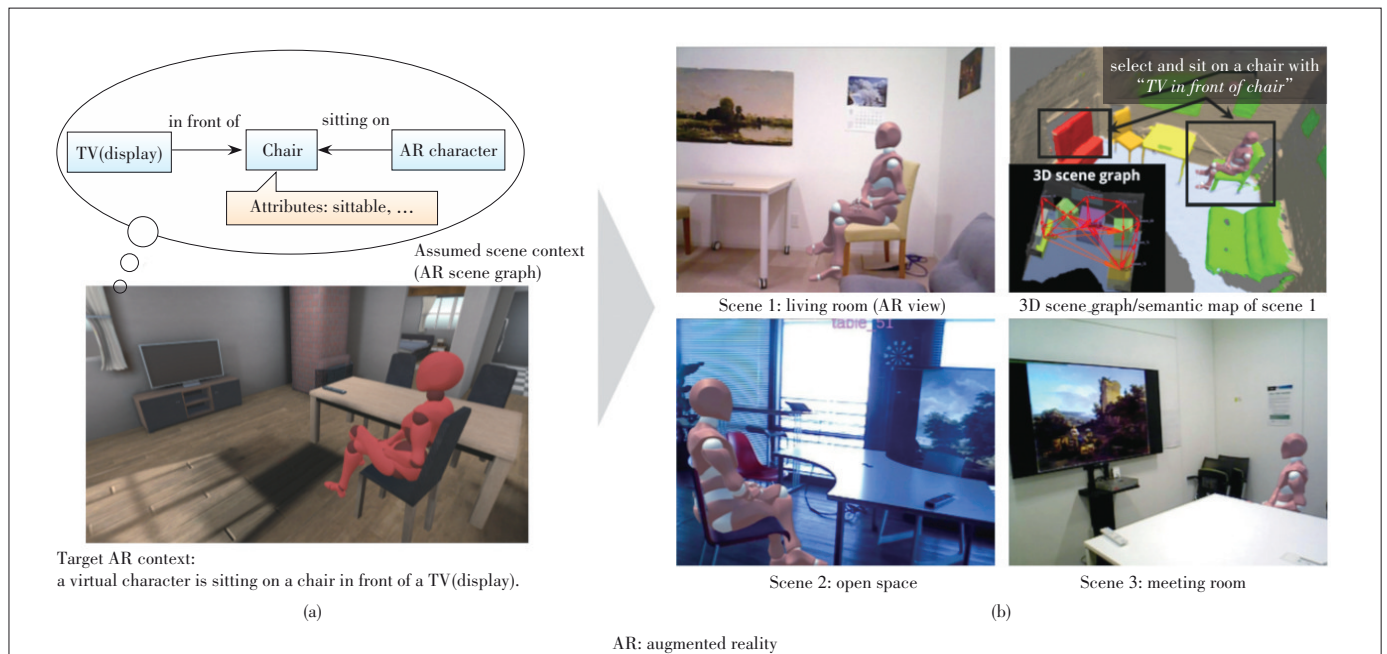 in front of
sitting on
TV(display)
Chair
AR character
Attributes: sittable, …
Assumed scene context
(AR scene graph)
Target AR context:
a virtual character is sitting on a chair in front of a TV(display).
(a)
select and sit on a chair with
“TV in front of chair”
3D scene graph
Scene 1: living room (AR view)
3D scene graph/semantic map of scene 1
table_51
Scene 2: open space
Scene 3: meeting room
(b)
AR: augmented reality